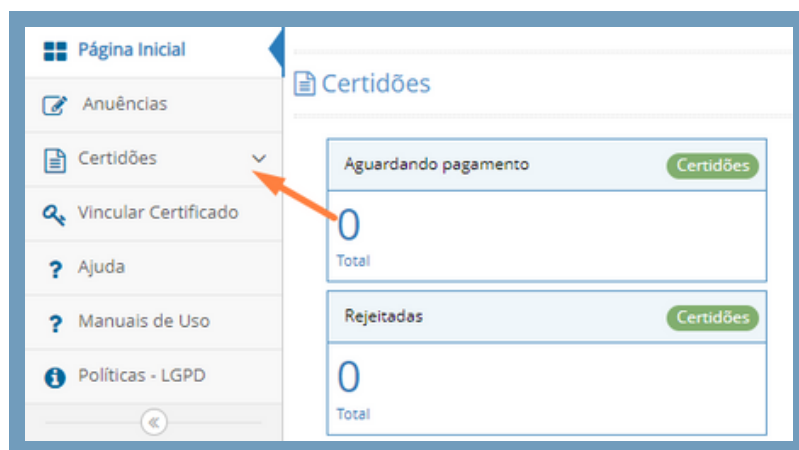 Página Inicial
Anuências
Certidões
Vincular Certificado
Ajuda
Manuais de Uso
Políticas - LGPD
Certidões
Aguardando pagamento Certidões
0
Total
Rejeitadas Certidões
0
Total